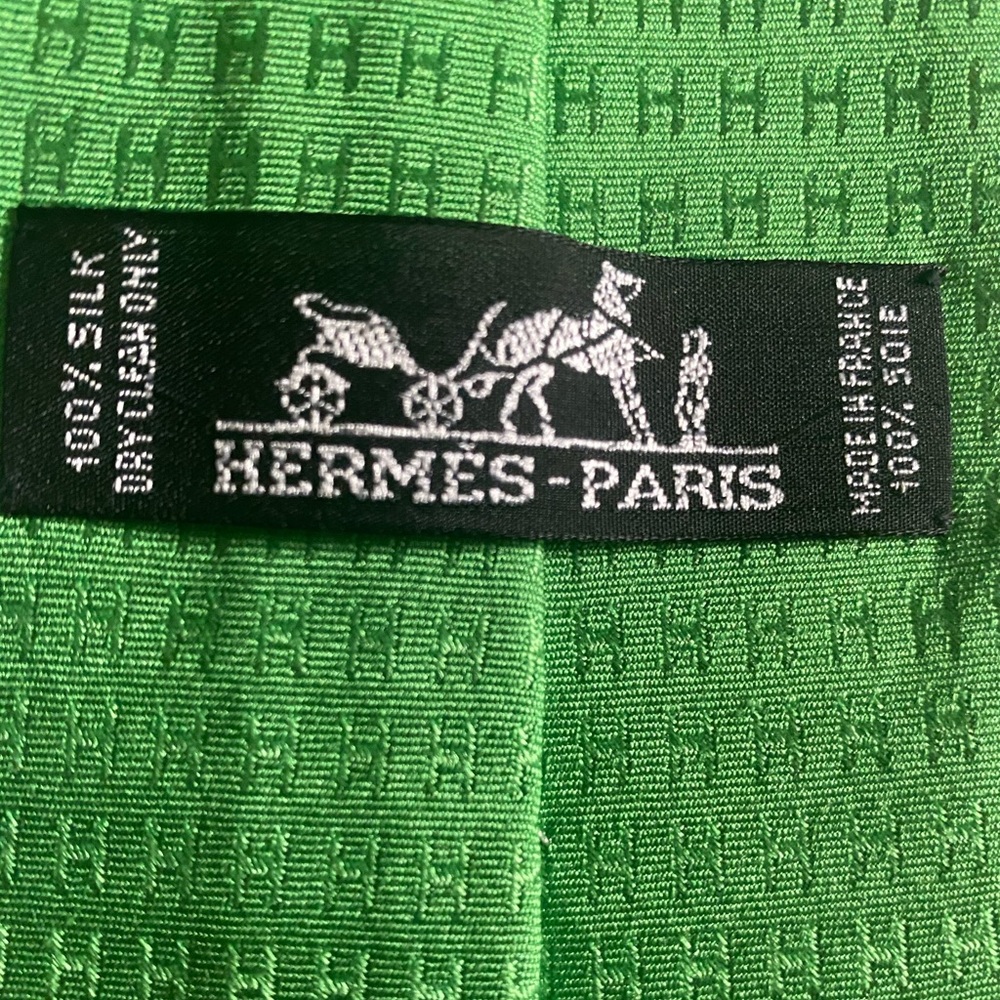 100% SILK
DRY CLEAN ONLY
HERMÈS-PARIS
MADE IN FRANCE
100% SOIE